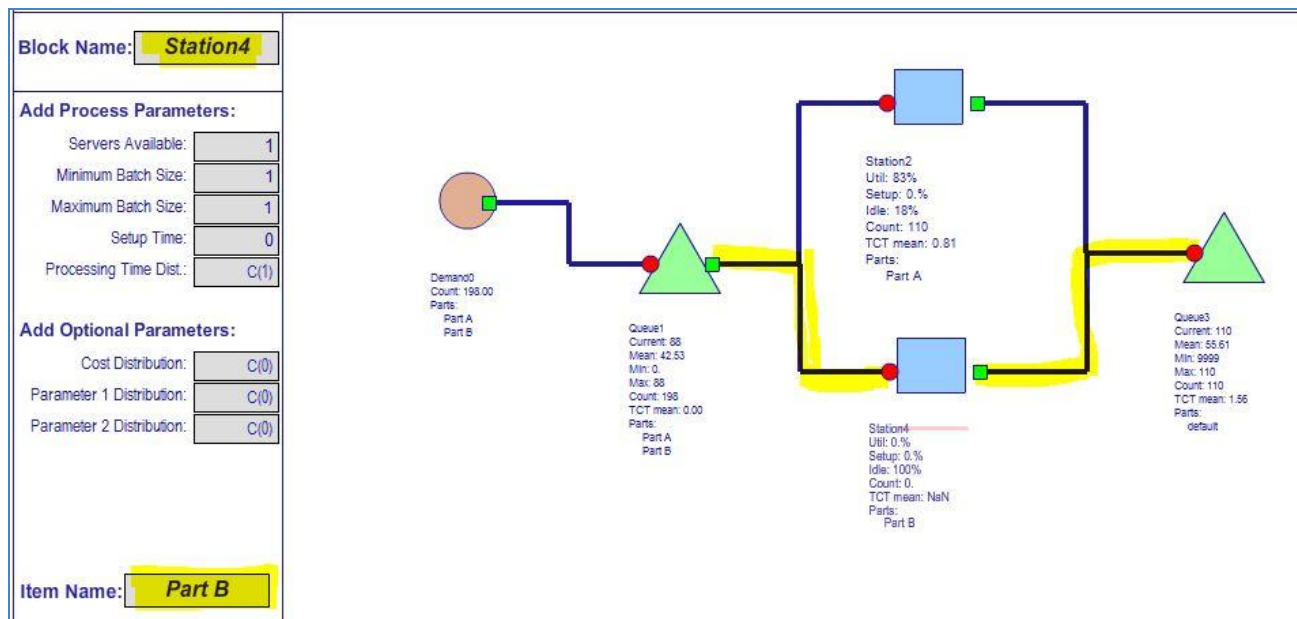 Block Name: Station4
Add Process Parameters:
Servers Available: 1
Minimum Batch Size: 1
Maximum Batch Size: 1
Setup Time: 0
Processing Time Dist.: C(1)
Add Optional Parameters:
Cost Distribution: C(0)
Parameter 1 Distribution: C(0)
Parameter 2 Distribution: C(0)
Item Name: Part B
Demand0
Count: 198.00
Parts:
Part A
Part B
Queue1
Current: 88
Mean: 42.53
Min: 0.
Max: 88
Count: 198
TCT mean: 0.00
Parts:
Part A
Part B
Station2
Util: 83%
Setup: 0.%
Idle: 18%
Count: 110
TCT mean: 0.81
Parts:
Part A
Station4
Util: 0.%
Setup: 0.%
Idle: 100%
Count: 0.
TCT mean: NaN
Parts:
Part B
Queue3
Current: 110
Mean: 55.61
Min: 9999
Max: 110
Count: 110
TCT mean: 1.56
Parts:
default